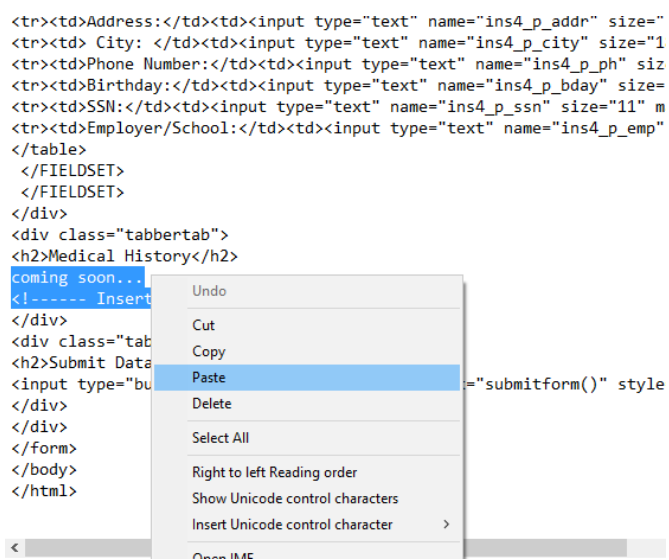 <tr><td>Address:</td><td><input type="text" name="ins4_p_addr" size="
<tr><td> City: </td><td><input type="text" name="ins4_p_city" size="1
<tr><td>Phone Number:</td><td><input type="text" name="ins4_p_ph" siz
<tr><td>Birthday:</td><td><input type="text" name="ins4_p_bday" size=
<tr><td>SSN:</td><td><input type="text" name="ins4_p_ssn" size="11" m
<tr><td>Employer/School:</td><td><input type="text" name="ins4_p_emp"
</table>
</FIELDSET>
</FIELDSET>
</div>
<div class="tabbertab">
<h2>Medical History</h2>
coming soon...
<!------ Insert
</div>
<div class="tab
<h2>Submit Data
<input type="bu
="submitform()" style
</div>
</div>
</form>
</body>
</html>
Undo
Cut
Copy
Paste
Delete
Select All
Right to left Reading order
Show Unicode control characters
Insert Unicode control character
Open IME